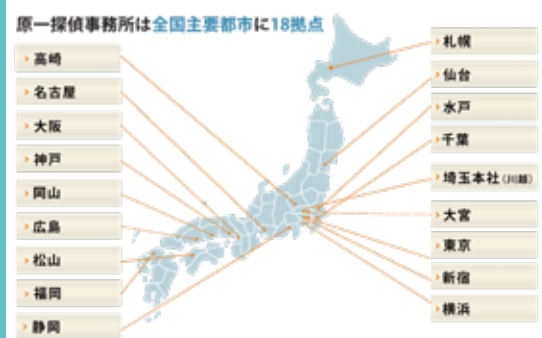 原一探偵事務所は全国主要都市に18拠点
高崎
名古屋
大阪
神戸
岡山
広島
松山
福岡
静岡
札幌
仙台
水戸
千葉
埼玉本社(川越)
大宮
東京
新宿
横浜